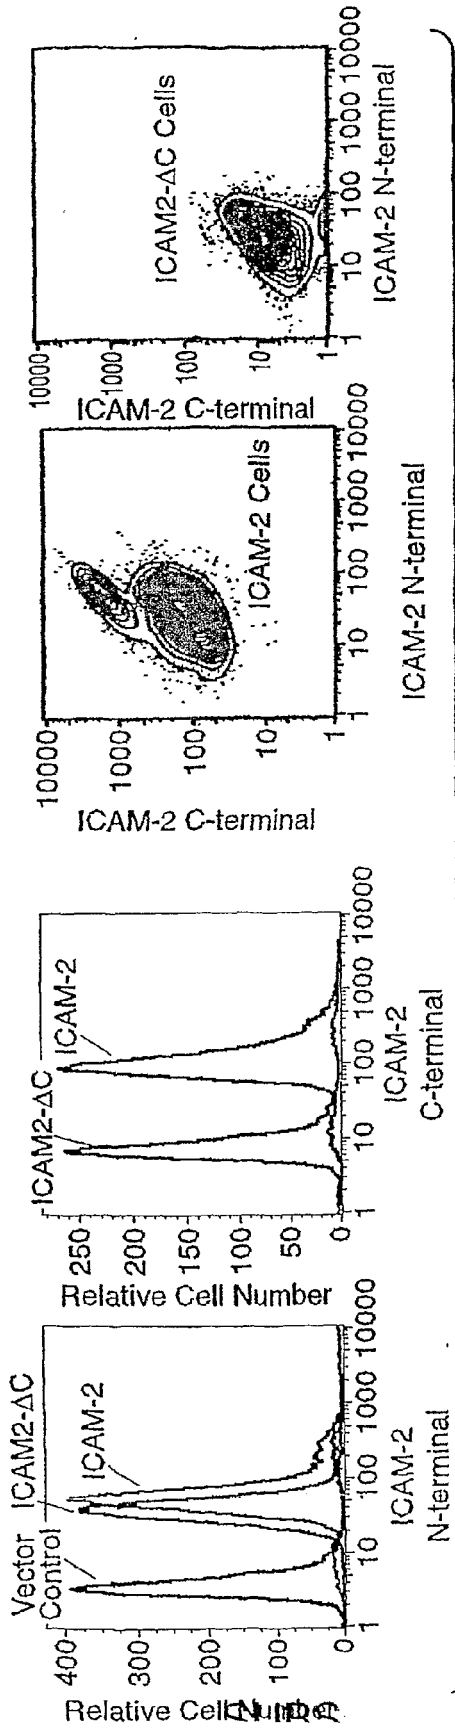 Vector
Control
ICAM2-ΔC
ICAM-2
400
300
200
100
0
Relative Cell Number
1 10 100 1000 10000
ICAM-2
N-terminal
ICAM2-ΔC
ICAM-2
250
200
150
100
50
0
Relative Cell Number
1 10 100 1000 10000
ICAM-2
C-terminal
10000
1000
100
10
1
ICAM-2 C-terminal
ICAM-2 Cells
1 10 100 1000 10000
ICAM-2 N-terminal
10000
1000
100
10
1
ICAM-2 C-terminal
ICAM2-ΔC Cells
1 10 100 1000 10000
ICAM-2 N-terminal